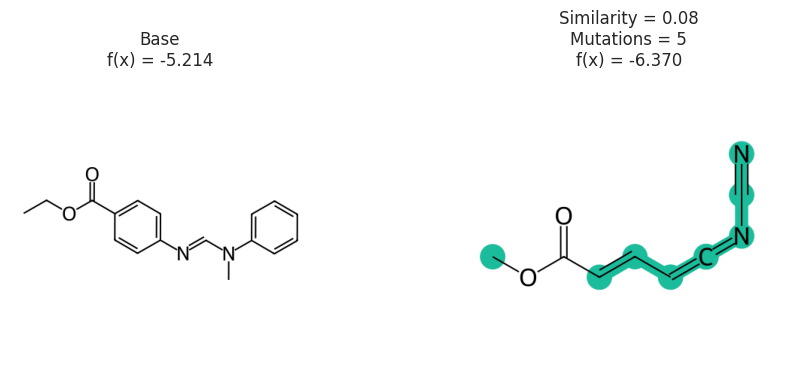 Base
f(x) = -5.214
O
O
N
N
Similarity = 0.08
Mutations = 5
f(x) = -6.370
N
O
N
C
O